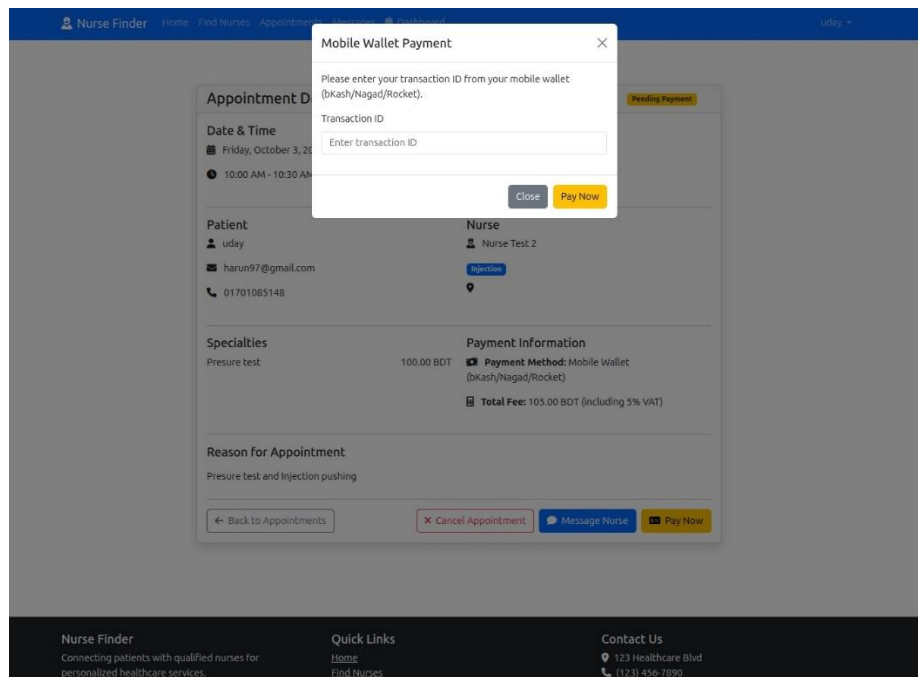 Nurse Finder Home Find Nurses Appointments Messages Dashboard uday
Mobile Wallet Payment
Please enter your transaction ID from your mobile wallet
(bKash/Nagad/Rocket).
Transaction ID
Enter transaction ID
Close Pay Now
Appointment D
Pending Payment
Date & Time
Friday, October 3, 20
10:00 AM - 10:30 AM
Patient
uday
harun97@gmail.com
01701085148
Nurse
Nurse Test 2
Injection
Specialties
Presure test 100.00 BDT
Payment Information
Payment Method: Mobile Wallet
(bKash/Nagad/Rocket)
Total Fee: 105.00 BDT (including 5% VAT)
Reason for Appointment
Presure test and Injection pushing
Back to Appointments Cancel Appointment Message Nurse Pay Now
Nurse Finder
Connecting patients with qualified nurses for
personalized healthcare services.
Quick Links
Home
Find Nurses
Contact Us
123 Healthcare Blvd
(123) 456-7890